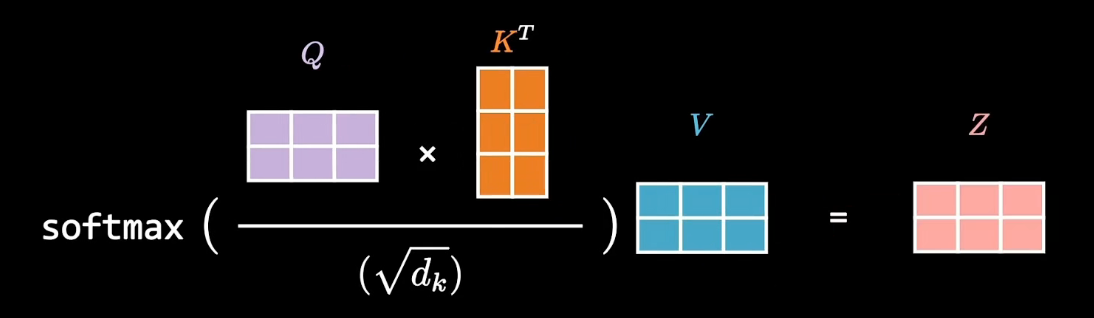 Q
K^T
×
V
Z
softmax ( ) =
(√d_k)